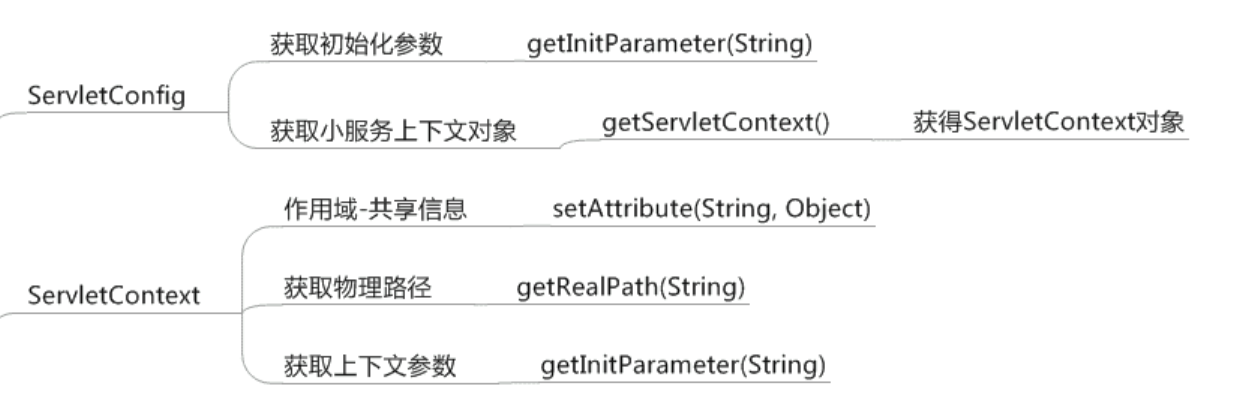 获取初始化参数 getInitParameter(String)
ServletConfig
获取小服务上下文对象 getServletContext() 获得ServletContext对象
作用域-共享信息 setAttribute(String, Object)
ServletContext
获取物理路径 getRealPath(String)
获取上下文参数 getInitParameter(String)